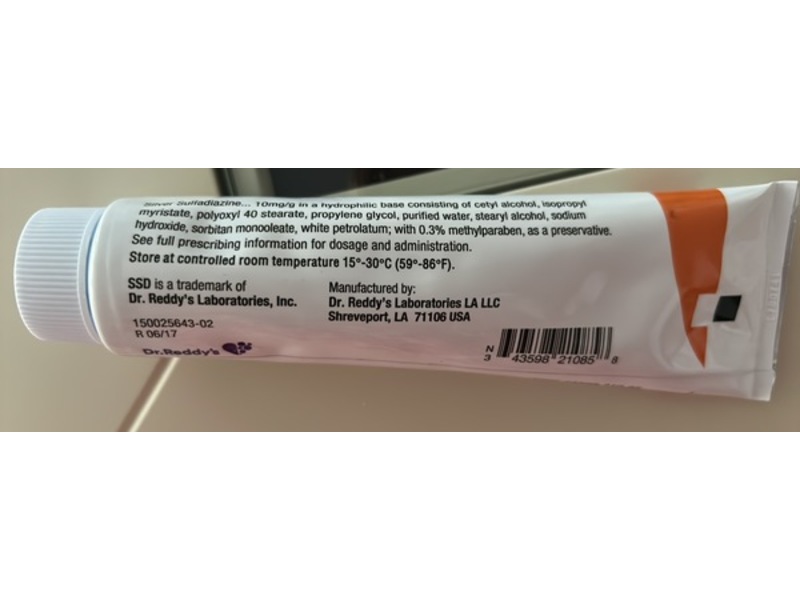 Silver Sulfadiazine... 10mg/g in a hydrophilic base consisting of cetyl alcohol, isopropyl
myristate, polyoxyl 40 stearate, propylene glycol, purified water, stearyl alcohol, sodium
hydroxide, sorbitan monooleate, white petrolatum; with 0.3% methylparaben, as a preservative.
See full prescribing information for dosage and administration.
Store at controlled room temperature 15°-30°C (59°-86°F).
SSD is a trademark of
Dr. Reddy's Laboratories, Inc.
Manufactured by:
Dr. Reddy's Laboratories LA LLC
Shreveport, LA 71106 USA
150025643-02
R 06/17
Dr.Reddy's
N
3 43598 21085 8